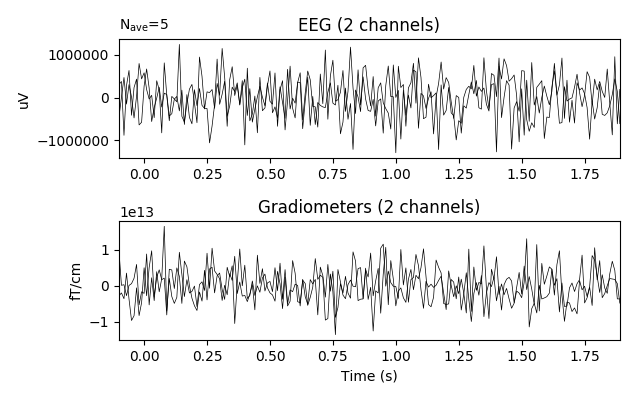 N_ave=5
EEG (2 channels)
1000000
0
−1000000
uV
0.00 0.25 0.50 0.75 1.00 1.25 1.50 1.75
1e13
Gradiometers (2 channels)
1
0
−1
fT/cm
0.00 0.25 0.50 0.75 1.00 1.25 1.50 1.75
Time (s)